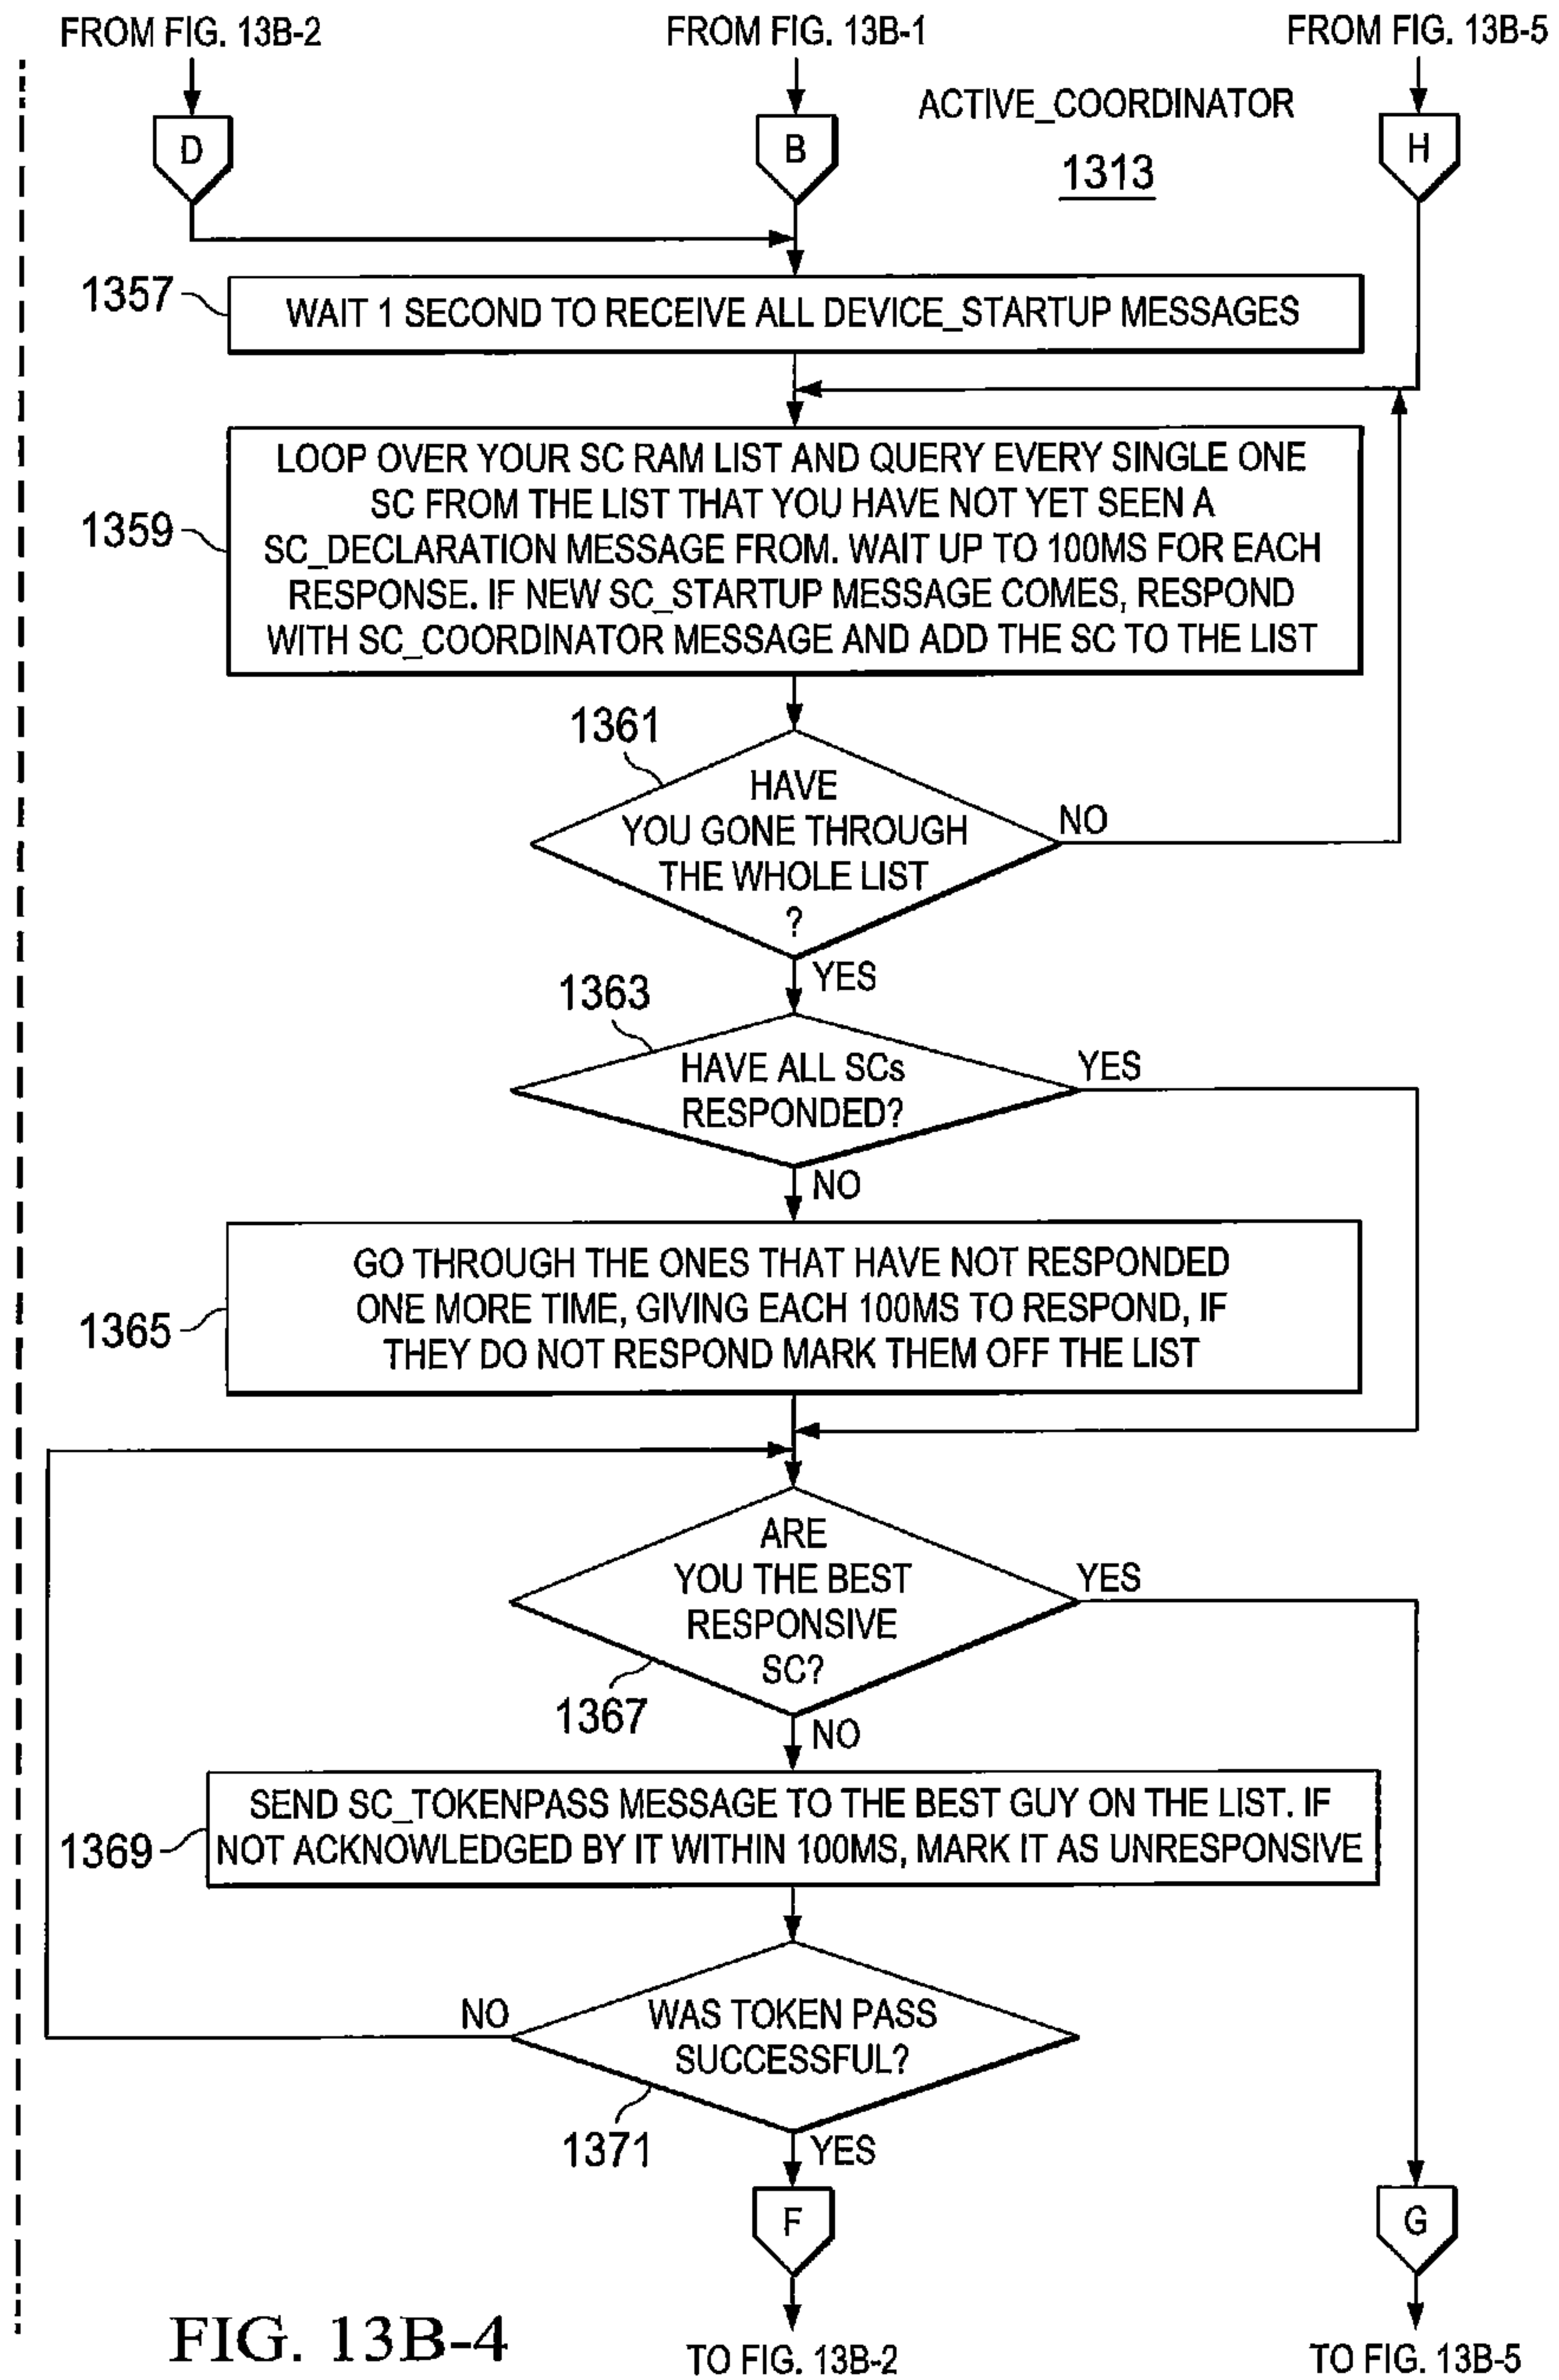 FROM FIG. 13B-2
FROM FIG. 13B-1
FROM FIG. 13B-5
D
B
ACTIVE_COORDINATOR
1313
H
1357
WAIT 1 SECOND TO RECEIVE ALL DEVICE_STARTUP MESSAGES
1359
LOOP OVER YOUR SC RAM LIST AND QUERY EVERY SINGLE ONE
SC FROM THE LIST THAT YOU HAVE NOT YET SEEN A
SC_DECLARATION MESSAGE FROM. WAIT UP TO 100MS FOR EACH
RESPONSE. IF NEW SC_STARTUP MESSAGE COMES, RESPOND
WITH SC_COORDINATOR MESSAGE AND ADD THE SC TO THE LIST
1361
HAVE
YOU GONE THROUGH
THE WHOLE LIST
?
NO
YES
1363
HAVE ALL SCs
RESPONDED?
YES
NO
1365
GO THROUGH THE ONES THAT HAVE NOT RESPONDED
ONE MORE TIME, GIVING EACH 100MS TO RESPOND, IF
THEY DO NOT RESPOND MARK THEM OFF THE LIST
ARE
YOU THE BEST
RESPONSIVE
SC?
YES
1367
NO
1369
SEND SC_TOKENPASS MESSAGE TO THE BEST GUY ON THE LIST. IF
NOT ACKNOWLEDGED BY IT WITHIN 100MS, MARK IT AS UNRESPONSIVE
NO
WAS TOKEN PASS
SUCCESSFUL?
1371
YES
F
G
FIG. 13B-4
TO FIG. 13B-2
TO FIG. 13B-5